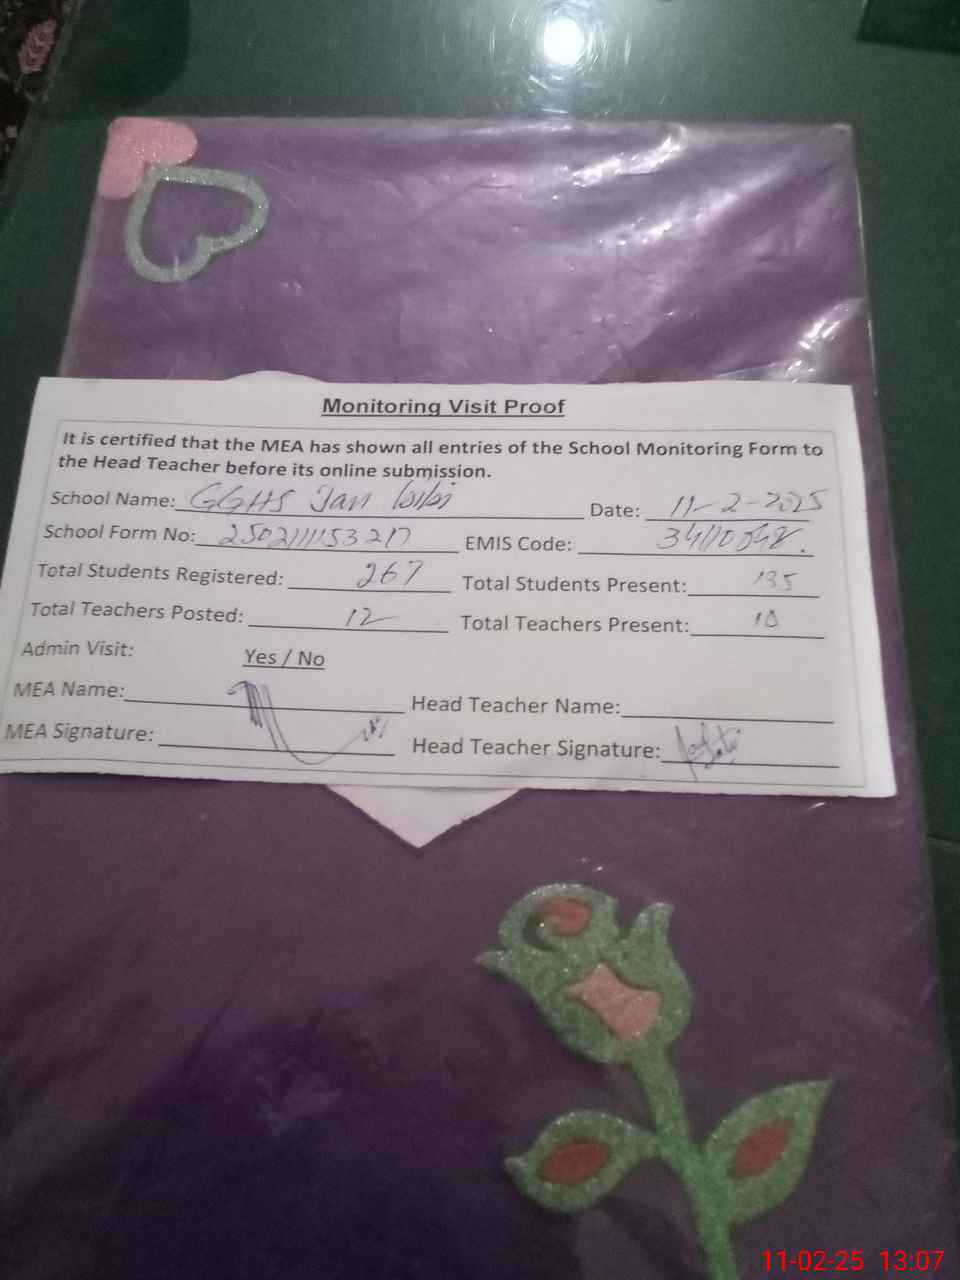 Monitoring Visit Proof
It is certified that the MEA has shown all entries of the School Monitoring Form to
the Head Teacher before its online submission.
School Name: GGHS Jan bibi Date: 11-2-2025
School Form No: EMIS Code: 34110648.
Total Students Registered: 267 Total Students Present: 135
Total Teachers Posted: 12 Total Teachers Present: 10
Admin Visit: Yes / No
MEA Name: Head Teacher Name:
MEA Signature: Head Teacher Signature:
11-02-25 13:07